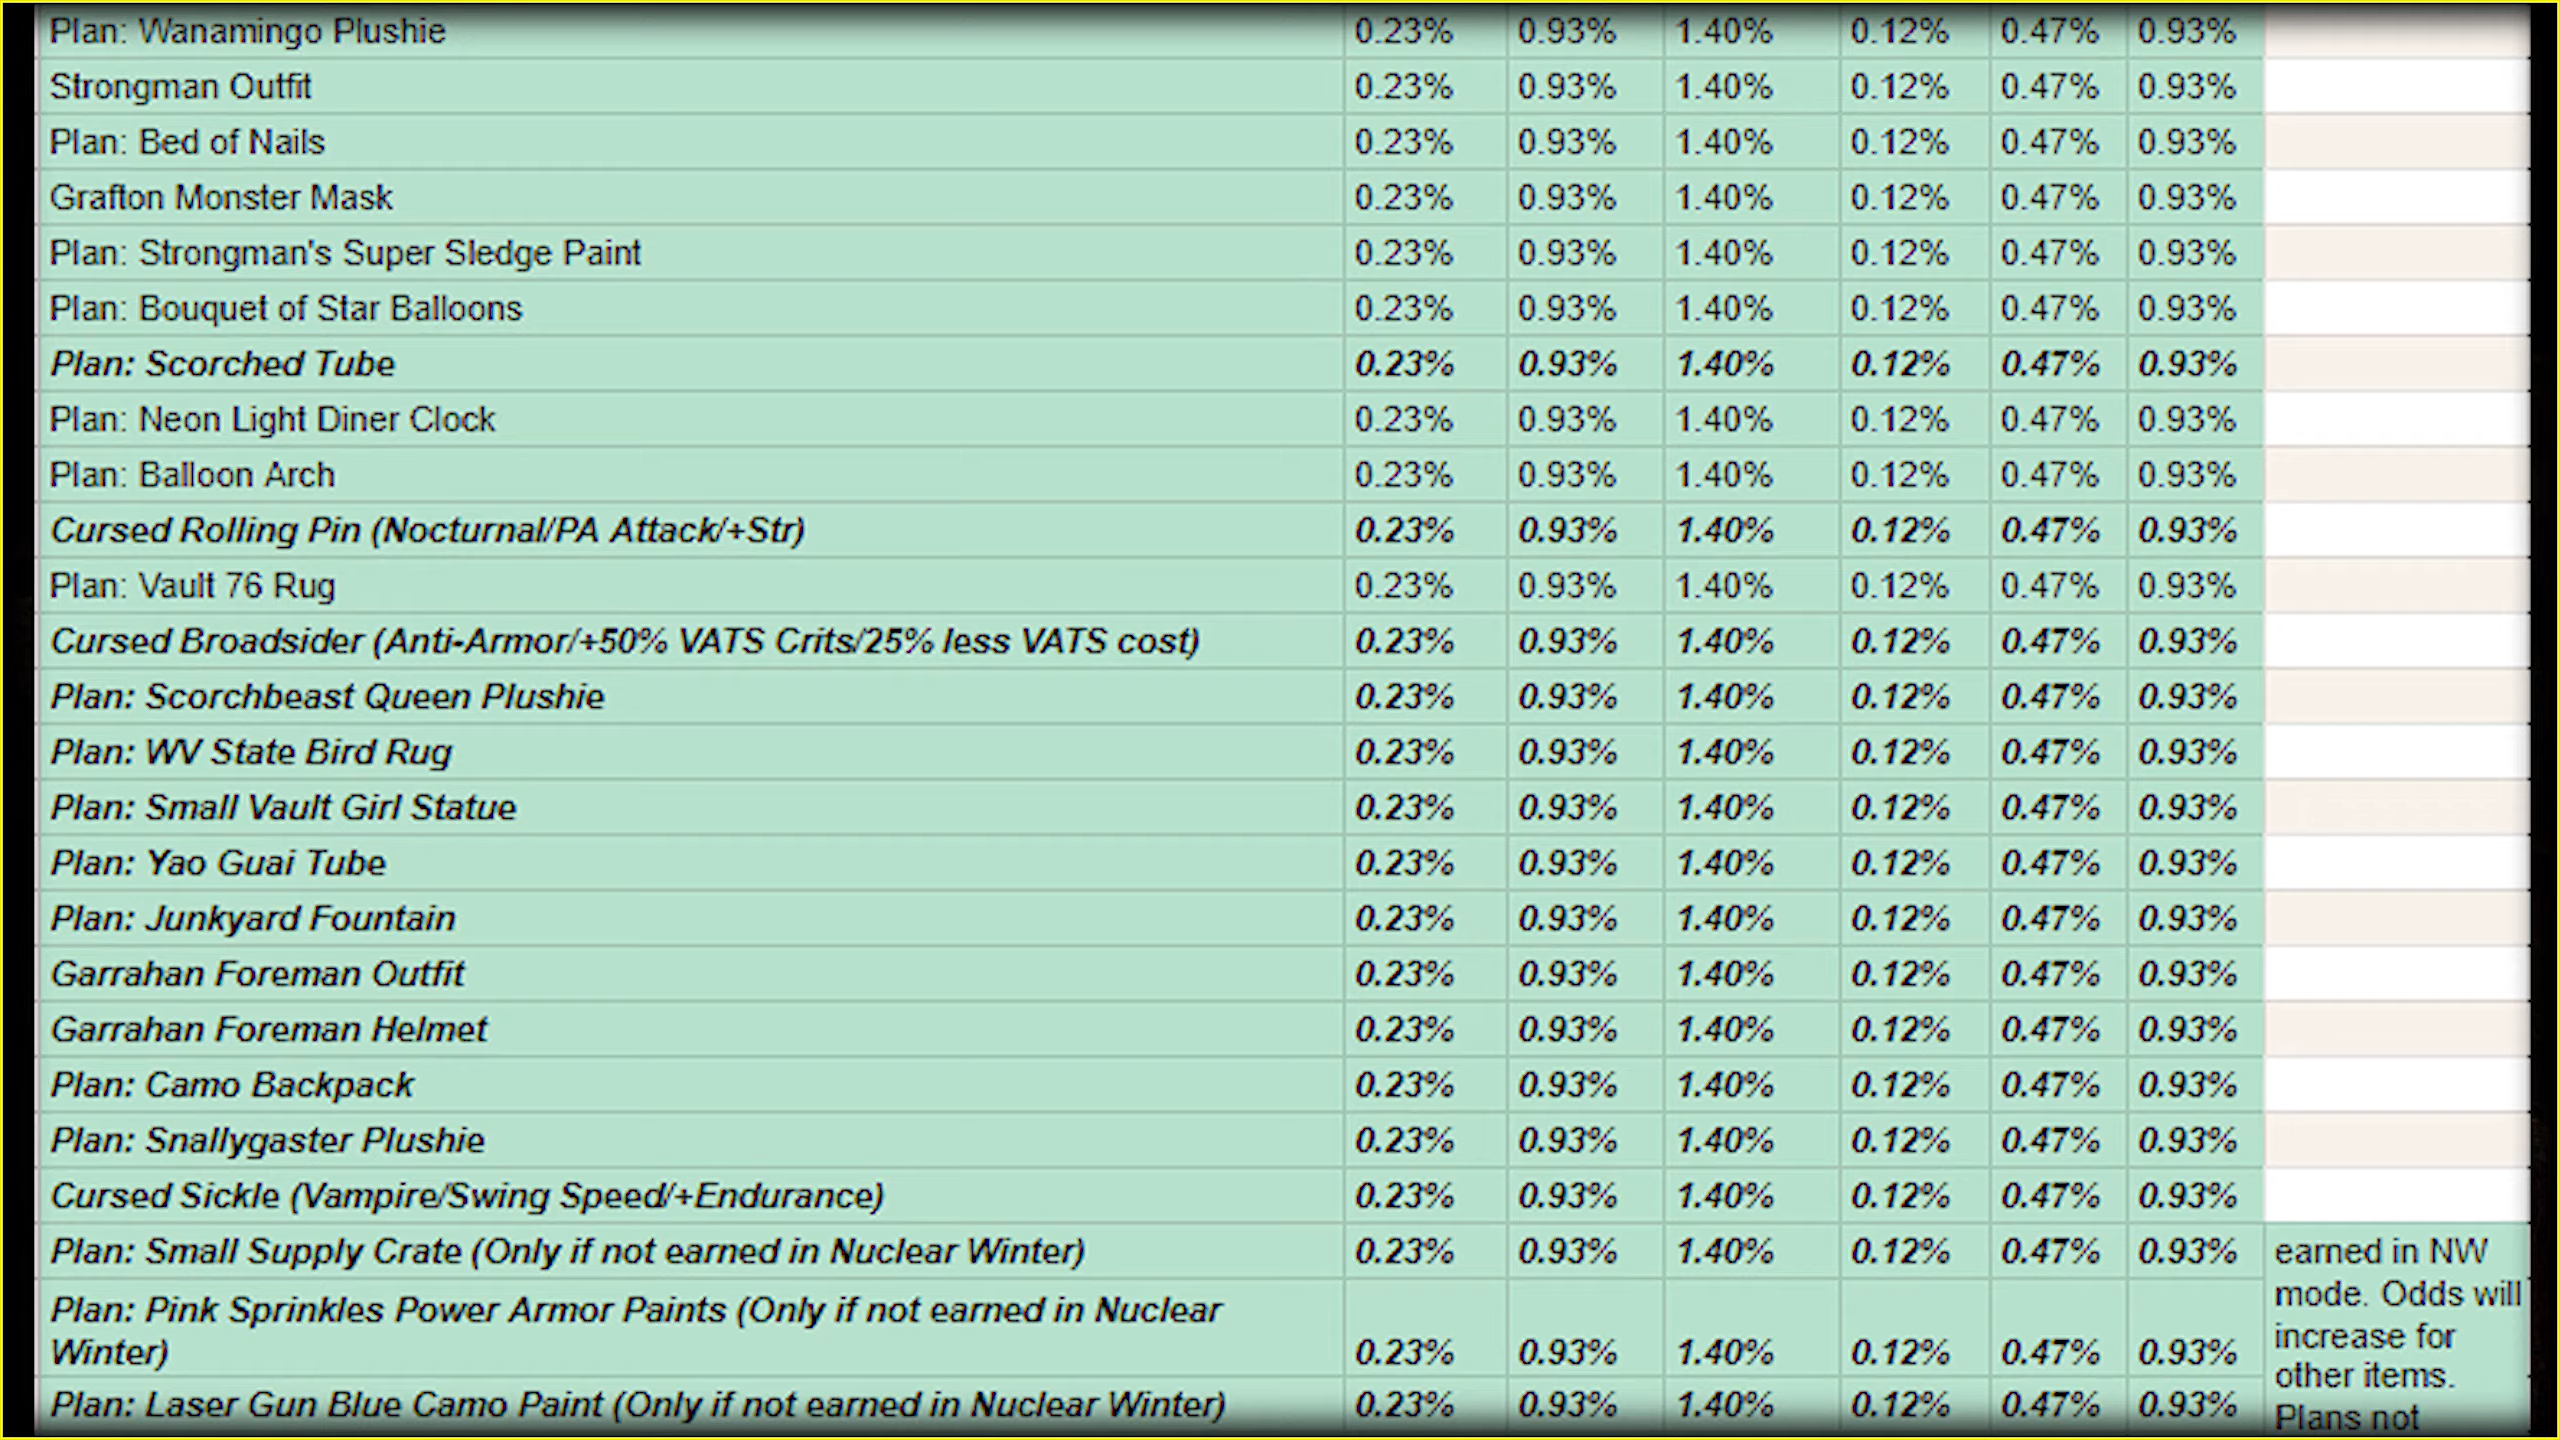 Plan: Wanamingo Plushie 0.23% 0.93% 1.40% 0.12% 0.47% 0.93%
Strongman Outfit 0.23% 0.93% 1.40% 0.12% 0.47% 0.93%
Plan: Bed of Nails 0.23% 0.93% 1.40% 0.12% 0.47% 0.93%
Grafton Monster Mask 0.23% 0.93% 1.40% 0.12% 0.47% 0.93%
Plan: Strongman's Super Sledge Paint 0.23% 0.93% 1.40% 0.12% 0.47% 0.93%
Plan: Bouquet of Star Balloons 0.23% 0.93% 1.40% 0.12% 0.47% 0.93%
Plan: Scorched Tube 0.23% 0.93% 1.40% 0.12% 0.47% 0.93%
Plan: Neon Light Diner Clock 0.23% 0.93% 1.40% 0.12% 0.47% 0.93%
Plan: Balloon Arch 0.23% 0.93% 1.40% 0.12% 0.47% 0.93%
Cursed Rolling Pin (Nocturnal/PA Attack/+Str) 0.23% 0.93% 1.40% 0.12% 0.47% 0.93%
Plan: Vault 76 Rug 0.23% 0.93% 1.40% 0.12% 0.47% 0.93%
Cursed Broadsider (Anti-Armor/+50% VATS Crits/25% less VATS cost) 0.23% 0.93% 1.40% 0.12% 0.47% 0.93%
Plan: Scorchbeast Queen Plushie 0.23% 0.93% 1.40% 0.12% 0.47% 0.93%
Plan: WV State Bird Rug 0.23% 0.93% 1.40% 0.12% 0.47% 0.93%
Plan: Small Vault Girl Statue 0.23% 0.93% 1.40% 0.12% 0.47% 0.93%
Plan: Yao Guai Tube 0.23% 0.93% 1.40% 0.12% 0.47% 0.93%
Plan: Junkyard Fountain 0.23% 0.93% 1.40% 0.12% 0.47% 0.93%
Garrahan Foreman Outfit 0.23% 0.93% 1.40% 0.12% 0.47% 0.93%
Garrahan Foreman Helmet 0.23% 0.93% 1.40% 0.12% 0.47% 0.93%
Plan: Camo Backpack 0.23% 0.93% 1.40% 0.12% 0.47% 0.93%
Plan: Snallygaster Plushie 0.23% 0.93% 1.40% 0.12% 0.47% 0.93%
Cursed Sickle (Vampire/Swing Speed/+Endurance) 0.23% 0.93% 1.40% 0.12% 0.47% 0.93%
Plan: Small Supply Crate (Only if not earned in Nuclear Winter) 0.23% 0.93% 1.40% 0.12% 0.47% 0.93%
Plan: Pink Sprinkles Power Armor Paints (Only if not earned in Nuclear
Winter) 0.23% 0.93% 1.40% 0.12% 0.47% 0.93%
Plan: Laser Gun Blue Camo Paint (Only if not earned in Nuclear Winter) 0.23% 0.93% 1.40% 0.12% 0.47% 0.93%
earned in NW
mode. Odds will
increase for
other items.
Plans not